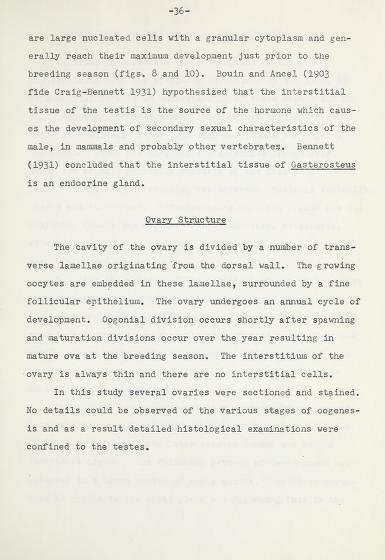 -36-
are large nucleated cells with a granular cytoplasm and gen-
erally reach their maximum development just prior to the
breeding season (figs. 8 and 10). Bouin and Ancel (1903
fide Craig-Bennett 1931) hypothesized that the interstitial
tissue of the testis is the source of the hormone which caus-
es the development of secondary sexual characteristics of the
male, in mammals and probably other vertebrates. Bennett
(1931) concluded that the interstitial tissue of Gasterosteus
is an endocrine gland.
Ovary Structure
The cavity of the ovary is divided by a number of trans-
verse lamellae originating from the dorsal wall. The growing
oocytes are embedded in these lamellae, surrounded by a fine
follicular epithelium. The ovary undergoes an annual cycle of
development. Oogonial division occurs shortly after spawning
and maturation divisions occur over the year resulting in
mature ova at the breeding season. The interstitium of the
ovary is always thin and there are no interstitial cells.
In this study several ovaries were sectioned and stained.
No details could be observed of the various stages of oogenes-
is and as a result detailed histological examinations were
confined to the testes.